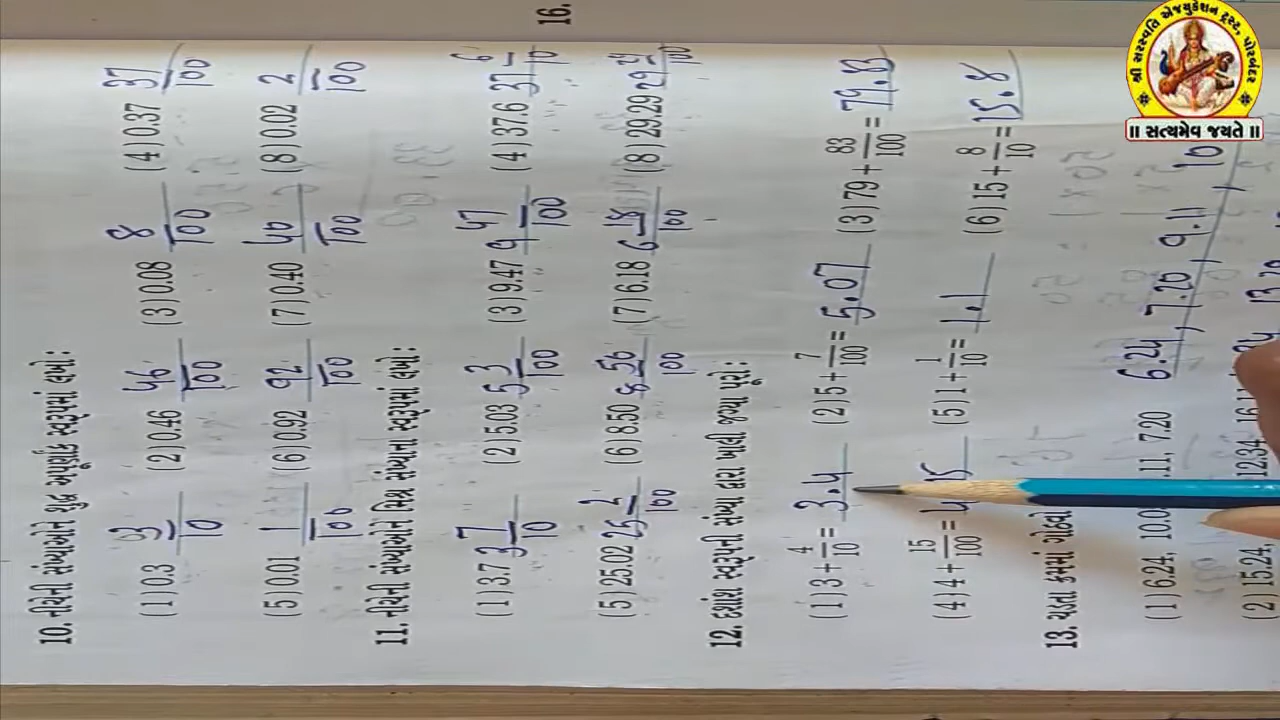 શ્રી સરસ્વતિ એજયુકેશન ટ્રસ્ટ, પોરબંદર
॥ સત્યમેવ જયતે ॥
10. નીચેની સંખ્યાઓને શુદ્ધ અપૂર્ણાંક સ્વરૂપમાં લખો :
(1) 0.3 3/10 (2) 0.46 46/100 (3) 0.08 8/100 (4) 0.37 37/100
(5) 0.01 1/100 (6) 0.92 92/100 (7) 0.40 40/100 (8) 0.02 2/100
11. નીચેની સંખ્યાઓને મિશ્ર સંખ્યાના સ્વરૂપમાં લખો :
(1) 3.7 3 7/10 (2) 5.03 5 3/100 (3) 9.47 9 47/100 (4) 37.6 37 6/10
(5) 25.02 25 2/100 (6) 8.50 8 50/100 (7) 6.18 6 18/100 (8) 29.29 29 /100
12. દશાંશ સ્વરૂપની સંખ્યા દ્વારા ખાલી જગ્યા પૂરો :
(1) 3 + 4/10 = 3.4 (2) 5 + 7/100 = 5.07 (3) 79 + 83/100 = 79.83
(4) 4 + 15/100 = 4.15 (5) 1 + 1/10 = 1.1 (6) 15 + 8/10 = 15.8
13. ચડતા ક્રમમાં ગોઠવો
(1) 6.24, 10.0 .11, 7.20 6.24, 7.20, 9.11, 10
(2) 15.24, 12.34, 16.1
16.